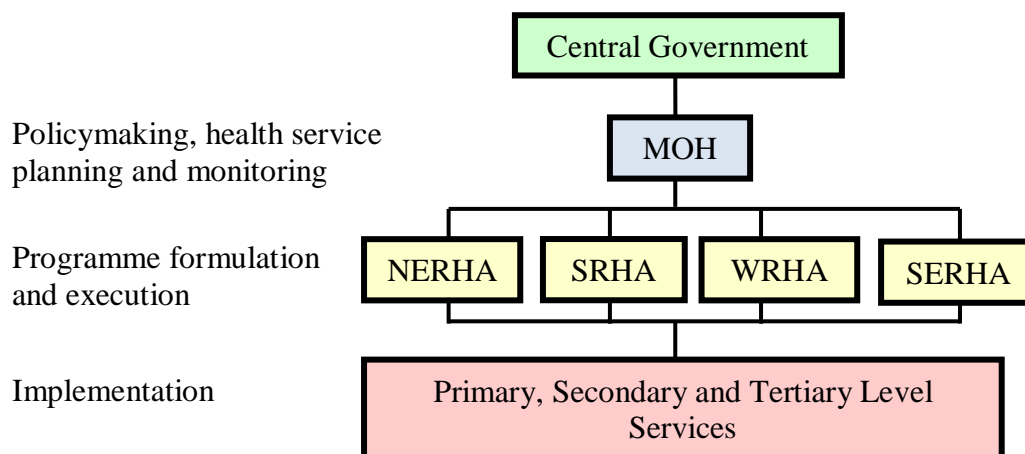 Central Government
Policymaking, health service
planning and monitoring
MOH
Programme formulation
and execution
NERHA
SRHA
WRHA
SERHA
Implementation
Primary, Secondary and Tertiary Level
Services